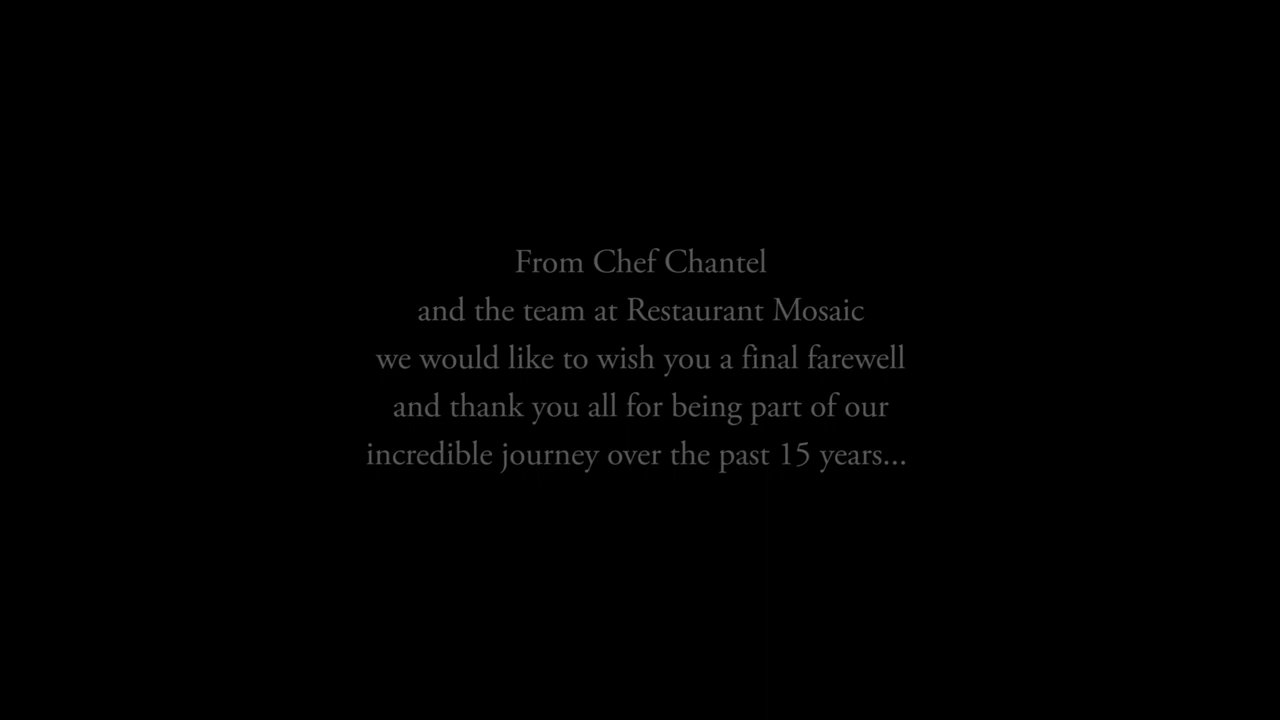 From Chef Chantel
and the team at Restaurant Mosaic
we would like to wish you a final farewell
and thank you all for being part of our
incredible journey over the past 15 years...